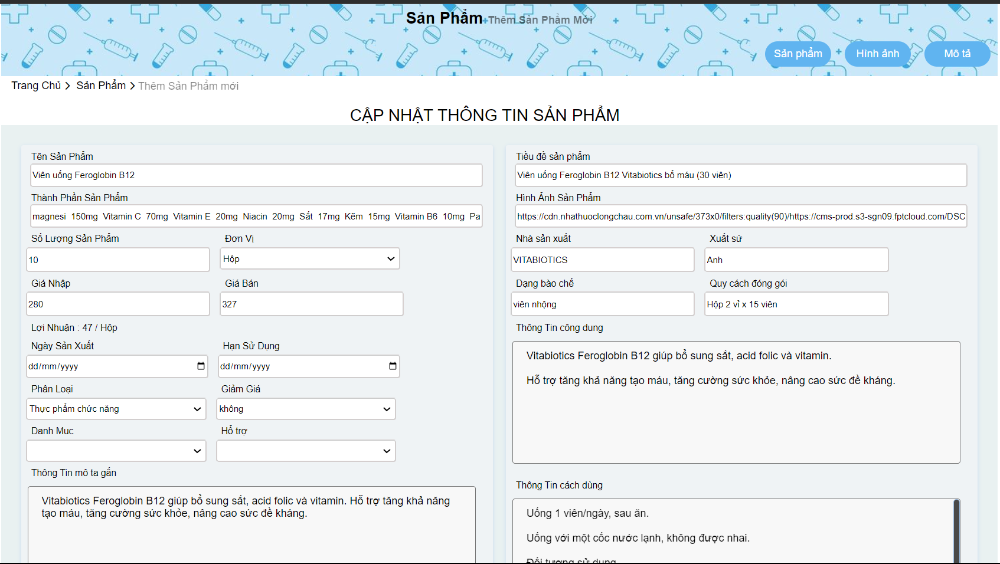 Sản Phẩm Thêm Sản Phẩm Mới
Sản phẩm Hình ảnh Mô tả
Trang Chủ Sản Phẩm Thêm Sản Phẩm mới
CẬP NHẬT THÔNG TIN SẢN PHẨM
Tên Sản Phẩm
Viên uống Feroglobin B12
Thành Phần Sản Phẩm
magnesi 150mg Vitamin C 70mg Vitamin E 20mg Niacin 20mg Sắt 17mg Kẽm 15mg Vitamin B6 10mg Pa
Số Lượng Sản Phẩm Đơn Vị
10 Hộp
Giá Nhập Giá Bán
280 327
Lợi Nhuận : 47 / Hộp
Ngày Sản Xuất Hạn Sử Dụng
dd/mm/yyyy dd/mm/yyyy
Phân Loại Giảm Giá
Thực phẩm chức năng không
Danh Muc Hỗ trợ
Thông Tin mô ta gắn
Vitabiotics Feroglobin B12 giúp bổ sung sắt, acid folic và vitamin. Hỗ trợ tăng khả năng
tạo máu, tăng cường sức khỏe, nâng cao sức đề kháng.
Tiều đề sản phẩm
Viên uống Feroglobin B12 Vitabiotics bổ máu (30 viên)
Hình Ảnh Sản Phẩm
https://cdn.nhathuoclongchau.com.vn/unsafe/373x0/filters:quality(90)/https://cms-prod.s3-sgn09.fptcloud.com/DSC
Nhà sản xuất Xuất sứ
VITABIOTICS Anh
Dạng bào chế Quy cách đóng gói
viên nhộng Hộp 2 vỉ x 15 viên
Thông Tin công dung
Vitabiotics Feroglobin B12 giúp bổ sung sắt, acid folic và vitamin.
Hỗ trợ tăng khả năng tạo máu, tăng cường sức khỏe, nâng cao sức đề kháng.
Thông Tin cách dùng
Uống 1 viên/ngày, sau ăn.
Uống với một cốc nước lạnh, không được nhai.
Đối tượng sử dụng